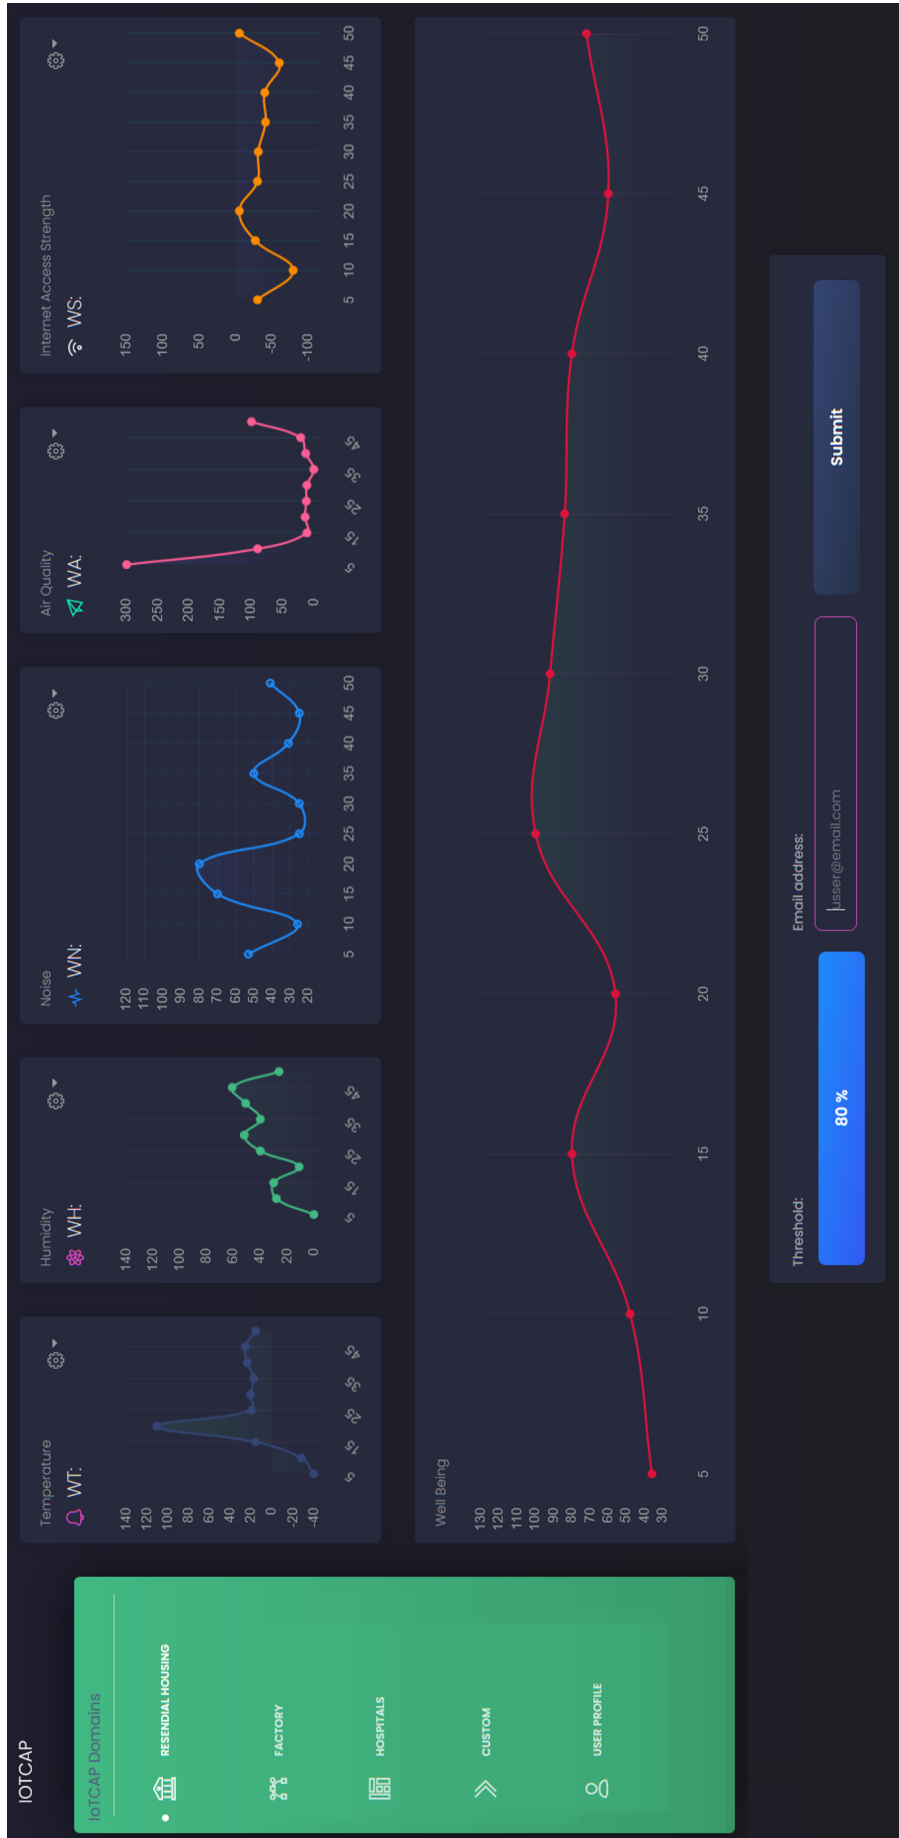 IOTCAP
IoTCAP Domains
RESENDIAL HOUSING
FACTORY
HOSPITALS
CUSTOM
USER PROFILE
Temperature
WT:
140
120
100
80
60
40
20
0
-20
-40
5 15 25 35 45
Humidity
WH:
140
120
100
80
60
40
20
0
5 15 25 35 45
Noise
WN:
120
110
100
90
80
70
60
50
40
30
20
5 10 15 20 25 30 35 40 45 50
Air Quality
WA:
300
250
200
150
100
50
0
5 15 25 35 45
Internet Access Strength
WS:
150
100
50
0
-50
-100
5 10 15 20 25 30 35 40 45 50
Well Being
130
120
110
100
90
80
70
60
50
40
30
5 10 15 20 25 30 35 40 45 50
Threshold:
80 %
Email address:
usser@email.com
Submit